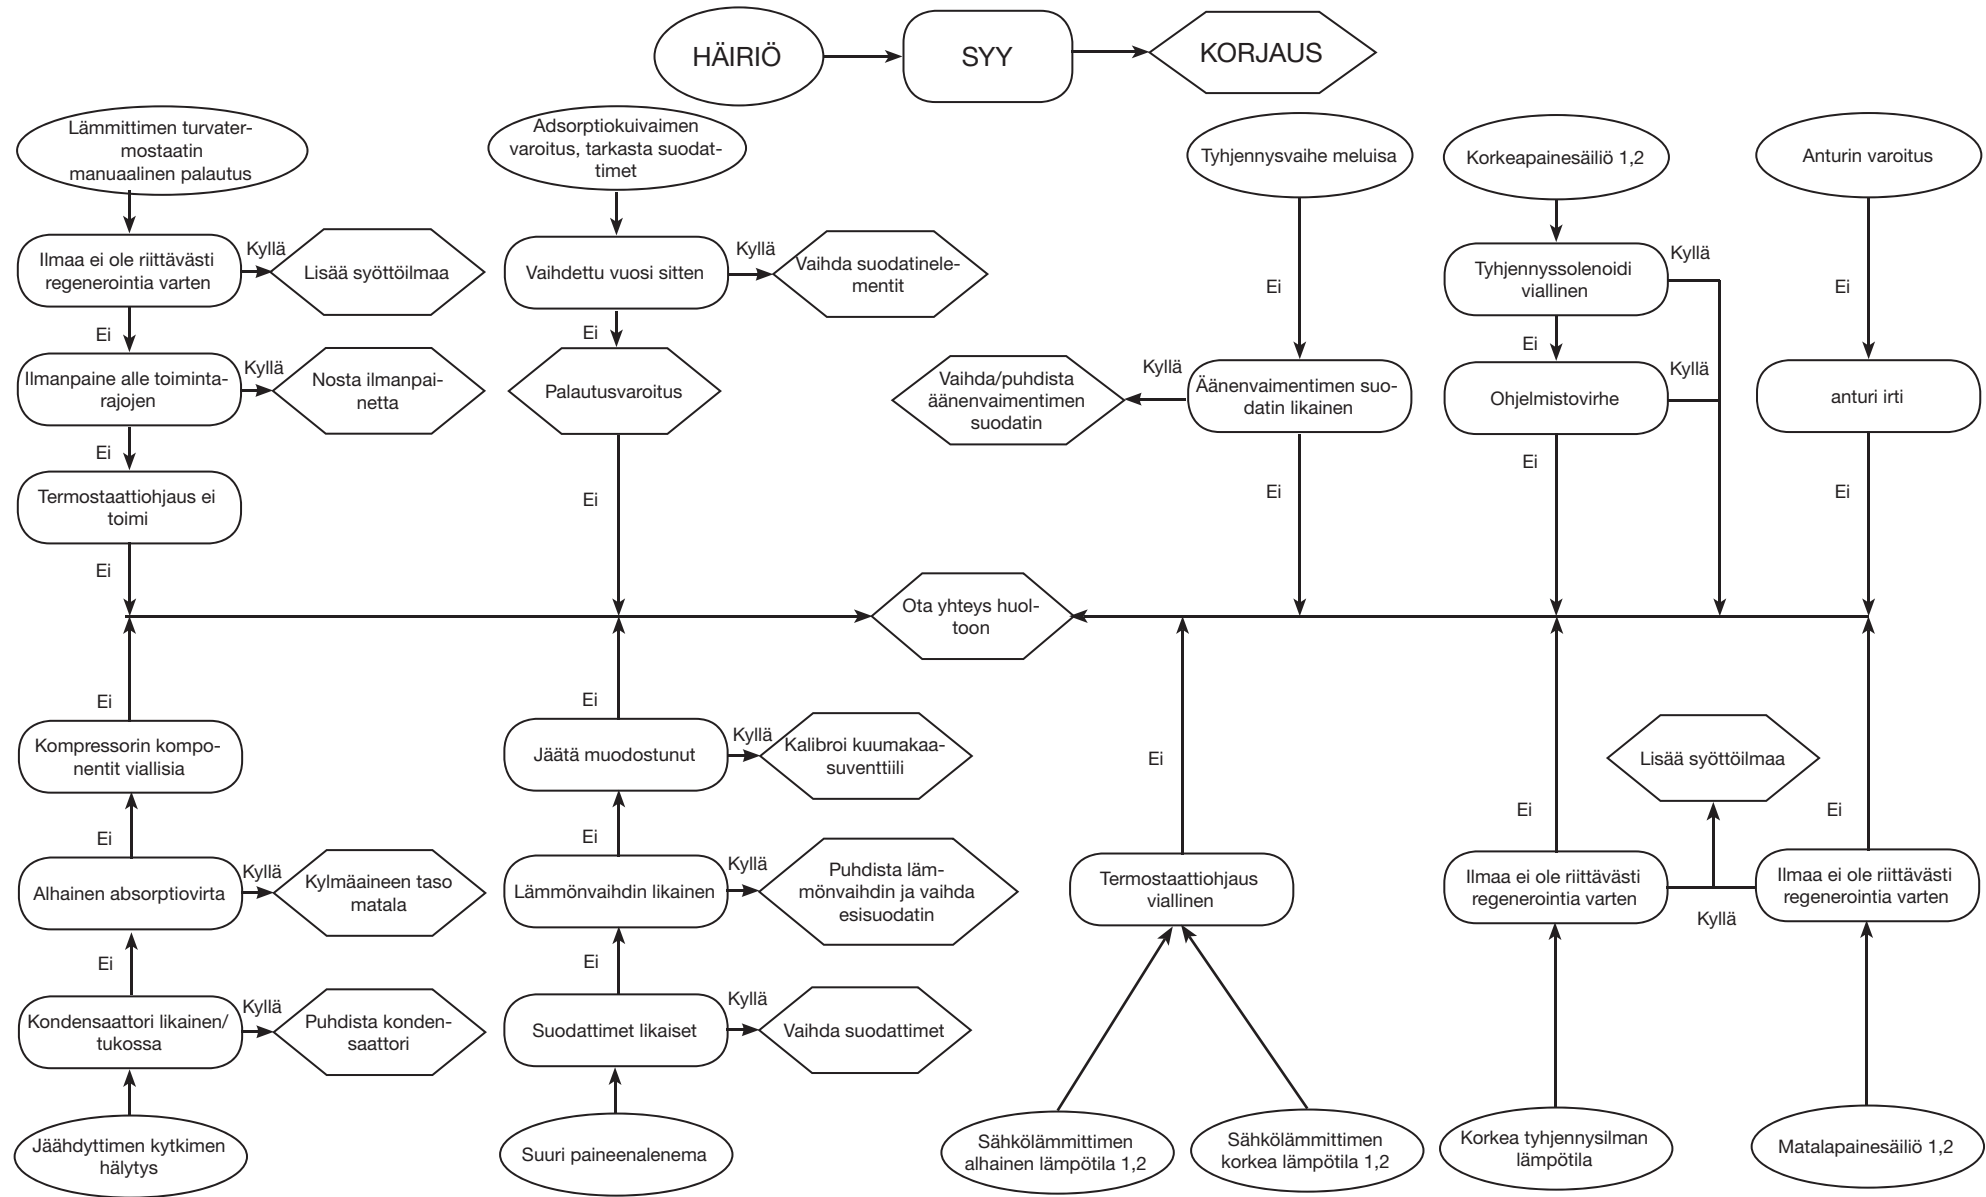 HÄIRIÖ
SYY
KORJAUS
Lämmittimen turvater-
mostaatin
manuaalinen palautus
Ilmaa ei ole riittävästi
regenerointia varten
Kyllä
Lisää syöttöilmaa
Ei
Ilmanpaine alle toiminta-
rajojen
Kyllä
Nosta ilmanpai-
netta
Ei
Termostaattiohjaus ei
toimi
Ei
Adsorptiokuivaimen
varoitus, tarkasta suodat-
timet
Vaihdettu vuosi sitten
Kyllä
Vaihda suodatinele-
mentit
Ei
Palautusvaroitus
Ei
Tyhjennysvaihe meluisa
Ei
Äänenvaimentimen suo-
datin likainen
Kyllä
Vaihda/puhdista
äänenvaimentimen
suodatin
Ei
Korkeapainesäiliö 1,2
Tyhjennyssolenoidi
viallinen
Kyllä
Ei
Ohjelmistovirhe
Kyllä
Ei
Anturin varoitus
Ei
anturi irti
Ei
Ota yhteys huol-
toon
Ei
Kompressorin kompo-
nentit viallisia
Ei
Alhainen absorptiovirta
Kyllä
Kylmäaineen taso
matala
Ei
Kondensaattori likainen/
tukossa
Kyllä
Puhdista konden-
saattori
Jäähdyttimen kytkimen
hälytys
Ei
Jäätä muodostunut
Kyllä
Kalibroi kuumakaa-
suventtiili
Ei
Lämmönvaihdin likainen
Kyllä
Puhdista läm-
mönvaihdin ja vaihda
esisuodatin
Ei
Suodattimet likaiset
Kyllä
Vaihda suodattimet
Suuri paineenalenema
Ei
Termostaattiohjaus
viallinen
Sähkölämmittimen
alhainen lämpötila 1,2
Sähkölämmittimen
korkea lämpötila 1,2
Ei
Lisää syöttöilmaa
Ei
Ilmaa ei ole riittävästi
regenerointia varten
Kyllä
Ilmaa ei ole riittävästi
regenerointia varten
Korkea tyhjennysilman
lämpötila
Matalapainesäiliö 1,2